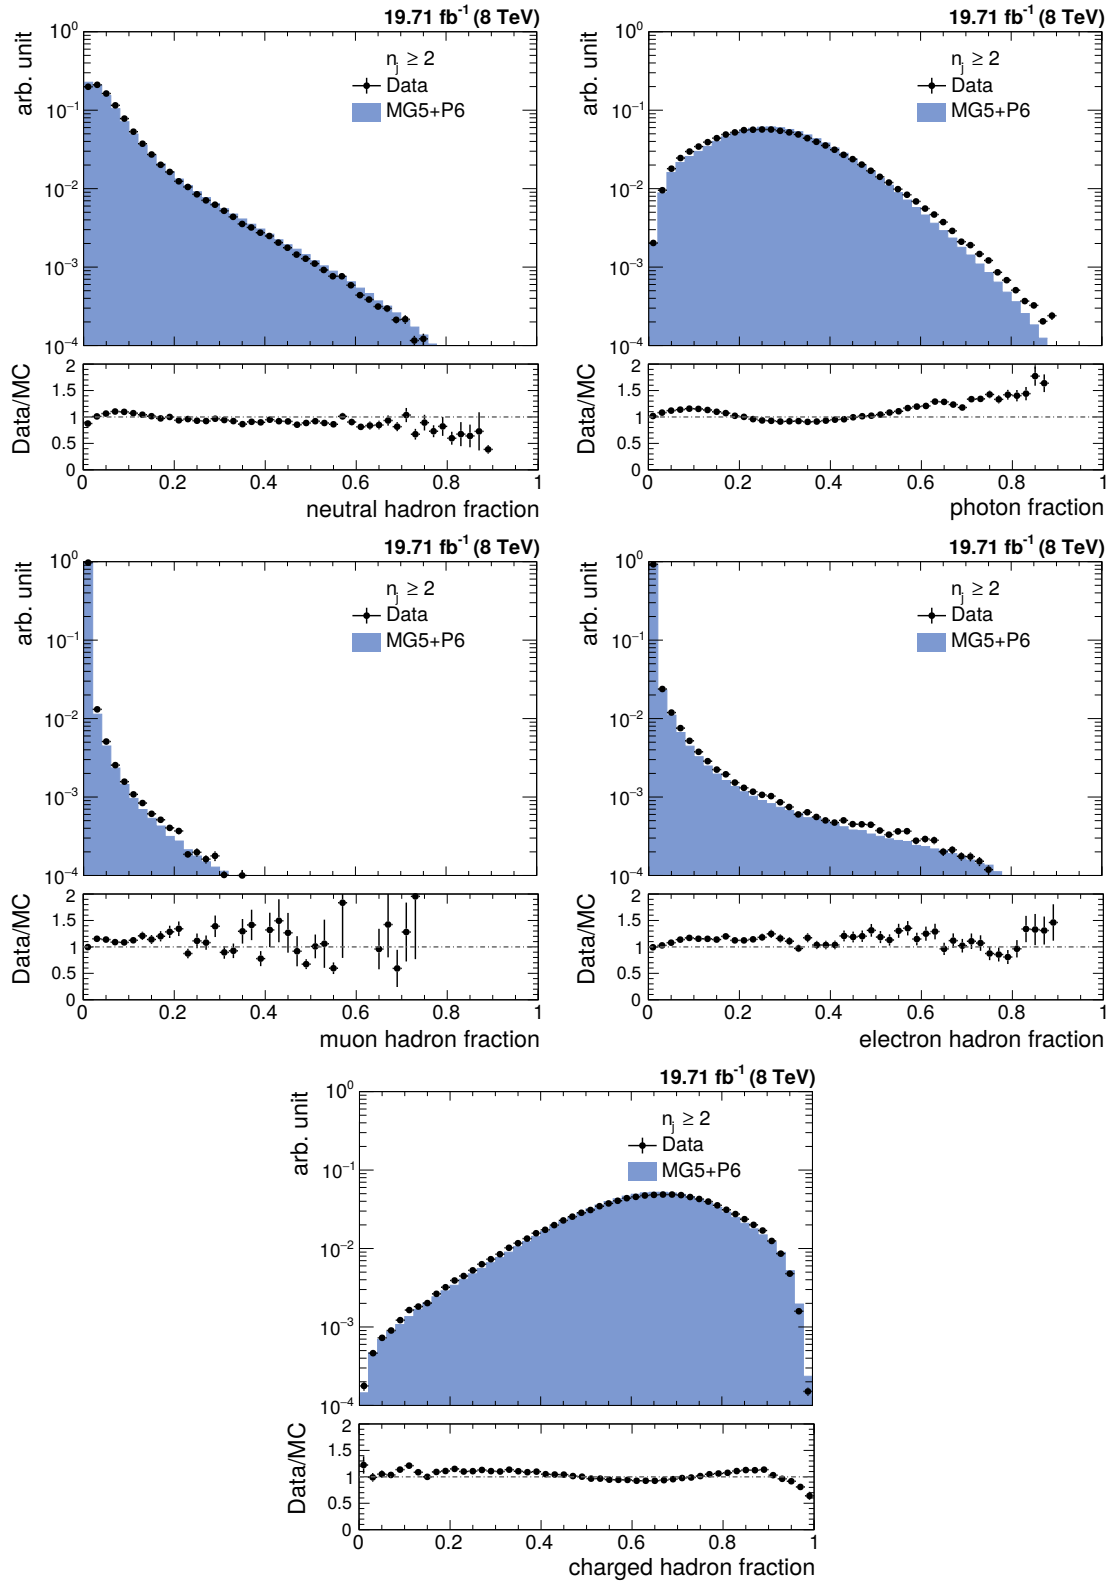 19.71 fb⁻¹ (8 TeV)
arb. unit
10⁰
10⁻¹
10⁻²
10⁻³
10⁻⁴
n_j ≥ 2
Data
MG5+P6
Data/MC
2
1.5
1
0.5
0
0 0.2 0.4 0.6 0.8 1
neutral hadron fraction
19.71 fb⁻¹ (8 TeV)
arb. unit
10⁰
10⁻¹
10⁻²
10⁻³
10⁻⁴
n_j ≥ 2
Data
MG5+P6
Data/MC
2
1.5
1
0.5
0
0 0.2 0.4 0.6 0.8 1
photon fraction
19.71 fb⁻¹ (8 TeV)
arb. unit
10⁰
10⁻¹
10⁻²
10⁻³
10⁻⁴
n_j ≥ 2
Data
MG5+P6
Data/MC
2
1.5
1
0.5
0
0 0.2 0.4 0.6 0.8 1
muon hadron fraction
19.71 fb⁻¹ (8 TeV)
arb. unit
10⁰
10⁻¹
10⁻²
10⁻³
10⁻⁴
n_j ≥ 2
Data
MG5+P6
Data/MC
2
1.5
1
0.5
0
0 0.2 0.4 0.6 0.8 1
electron hadron fraction
19.71 fb⁻¹ (8 TeV)
arb. unit
10⁰
10⁻¹
10⁻²
10⁻³
10⁻⁴
n_j ≥ 2
Data
MG5+P6
Data/MC
2
1.5
1
0.5
0
0 0.2 0.4 0.6 0.8 1
charged hadron fraction